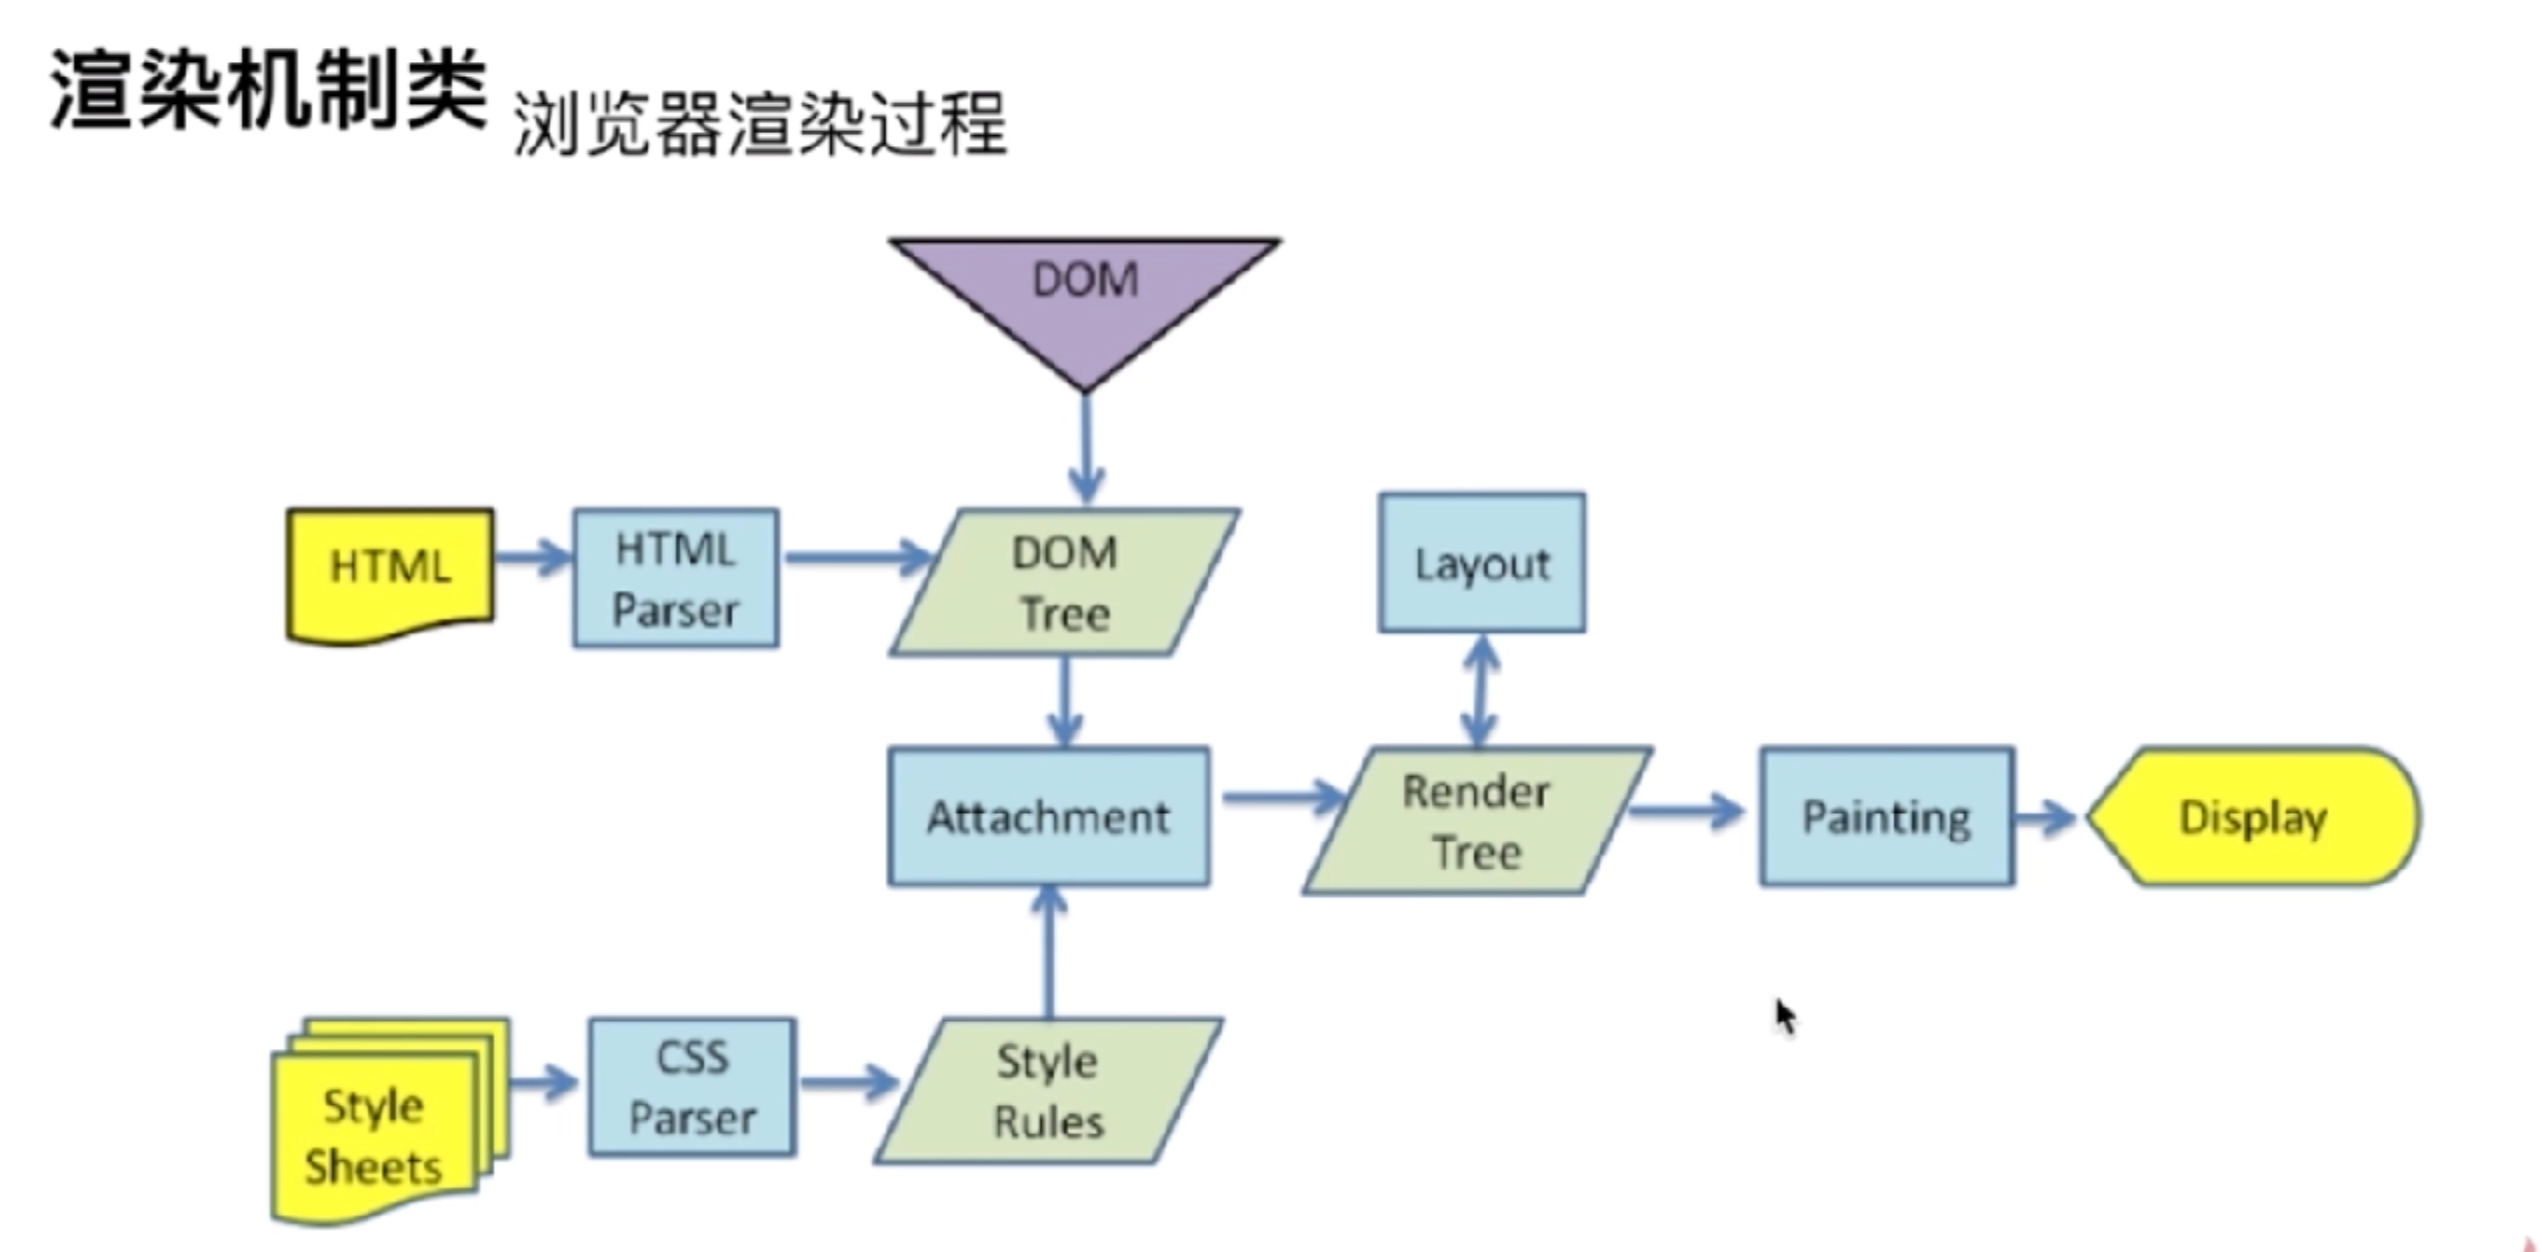 渲染机制类 浏览器渲染过程
DOM
HTML
HTML
Parser
DOM
Tree
Layout
Attachment
Render
Tree
Painting
Display
Style
Sheets
CSS
Parser
Style
Rules